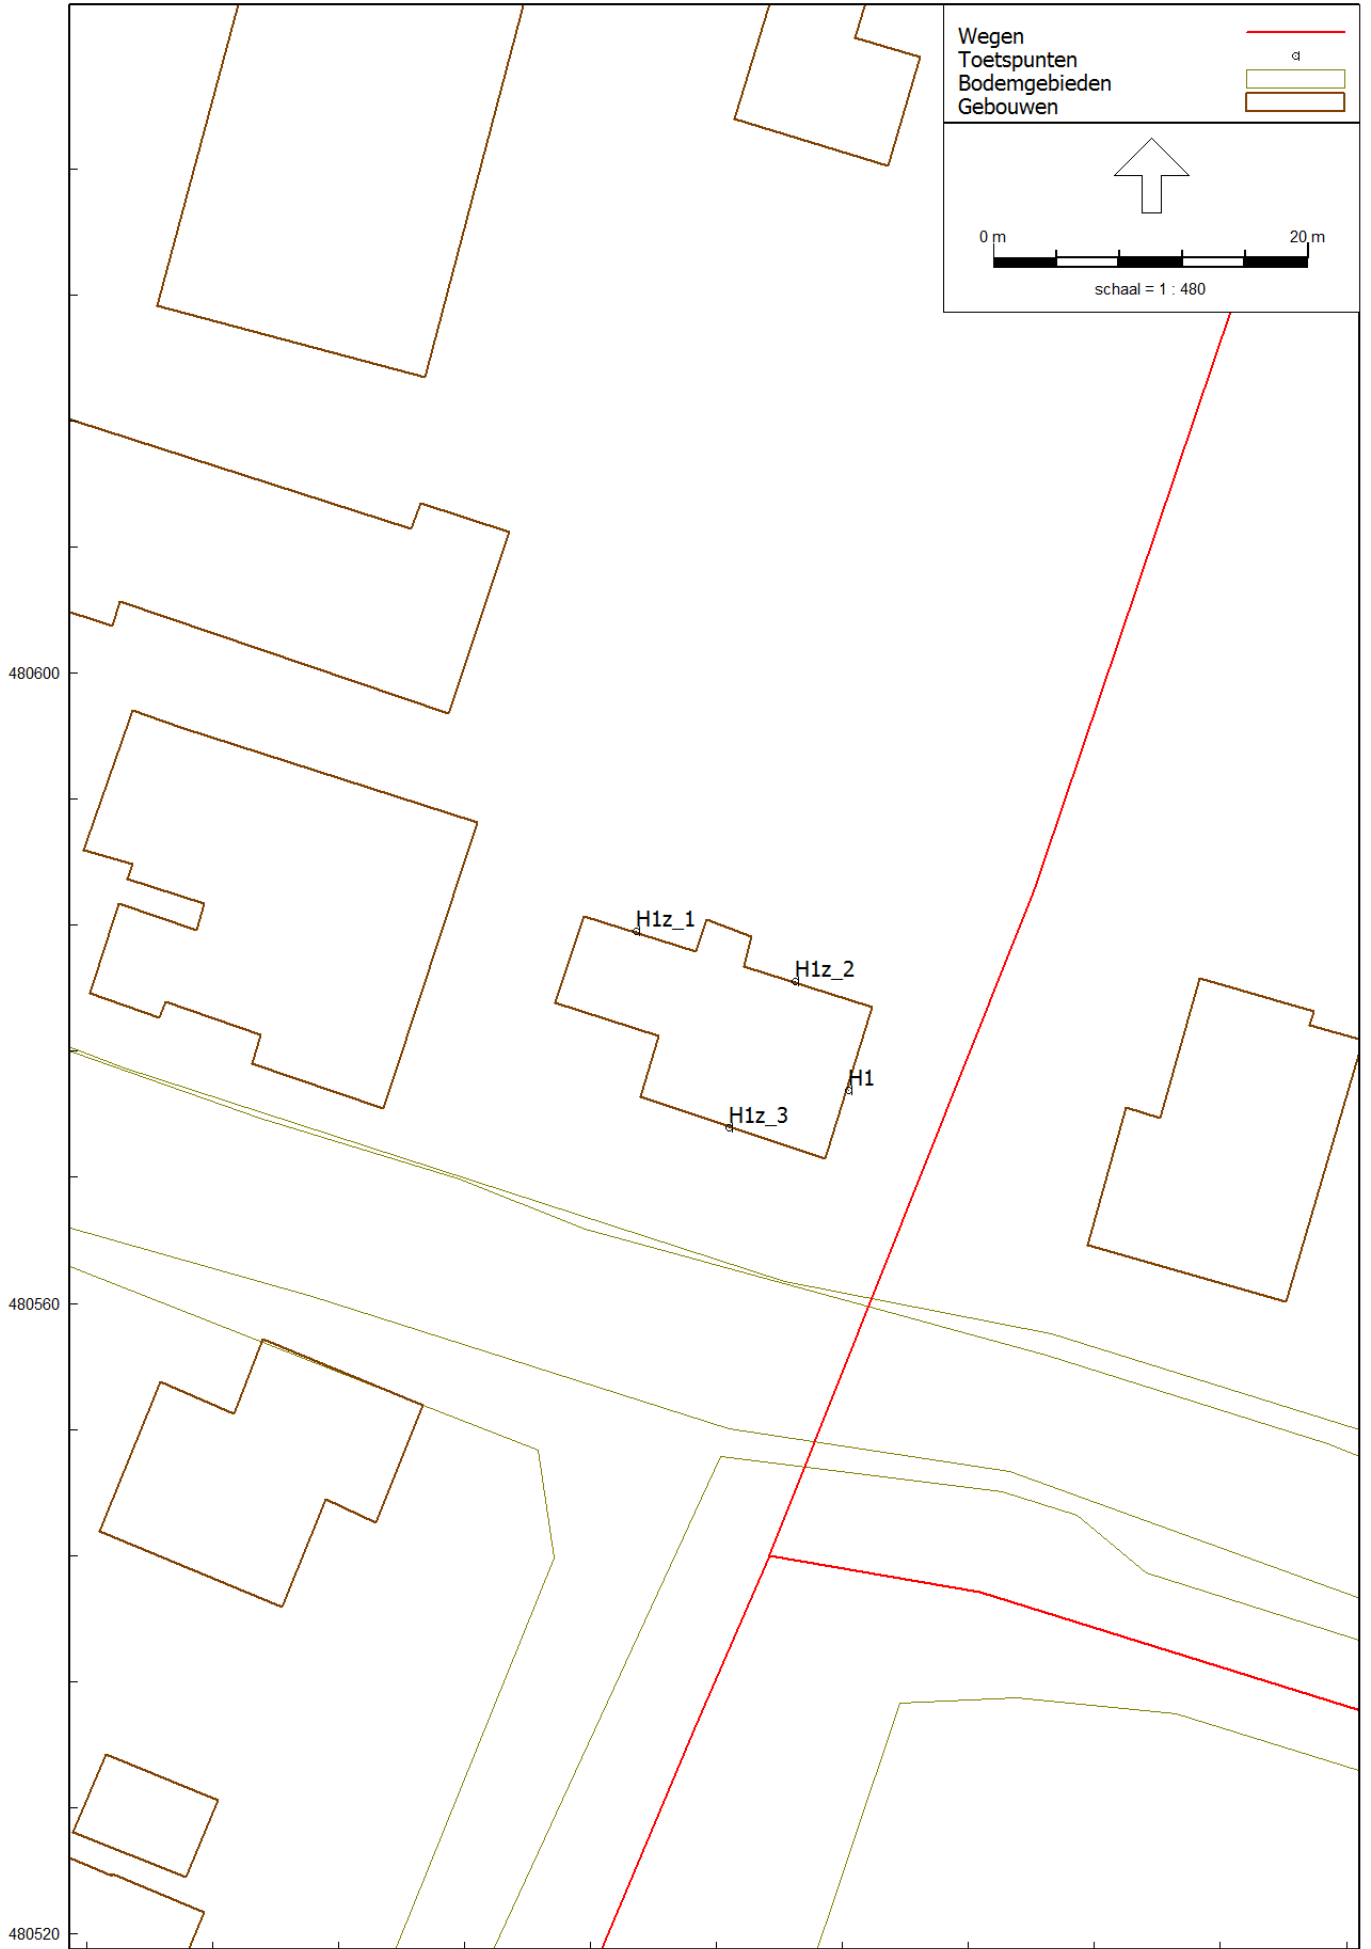 Wegen
Toetspunten
Bodemgebieden
Gebouwen
0 m 20 m
schaal = 1 : 480
480600
H1z_1
H1z_2
H1
H1z_3
480560
480520